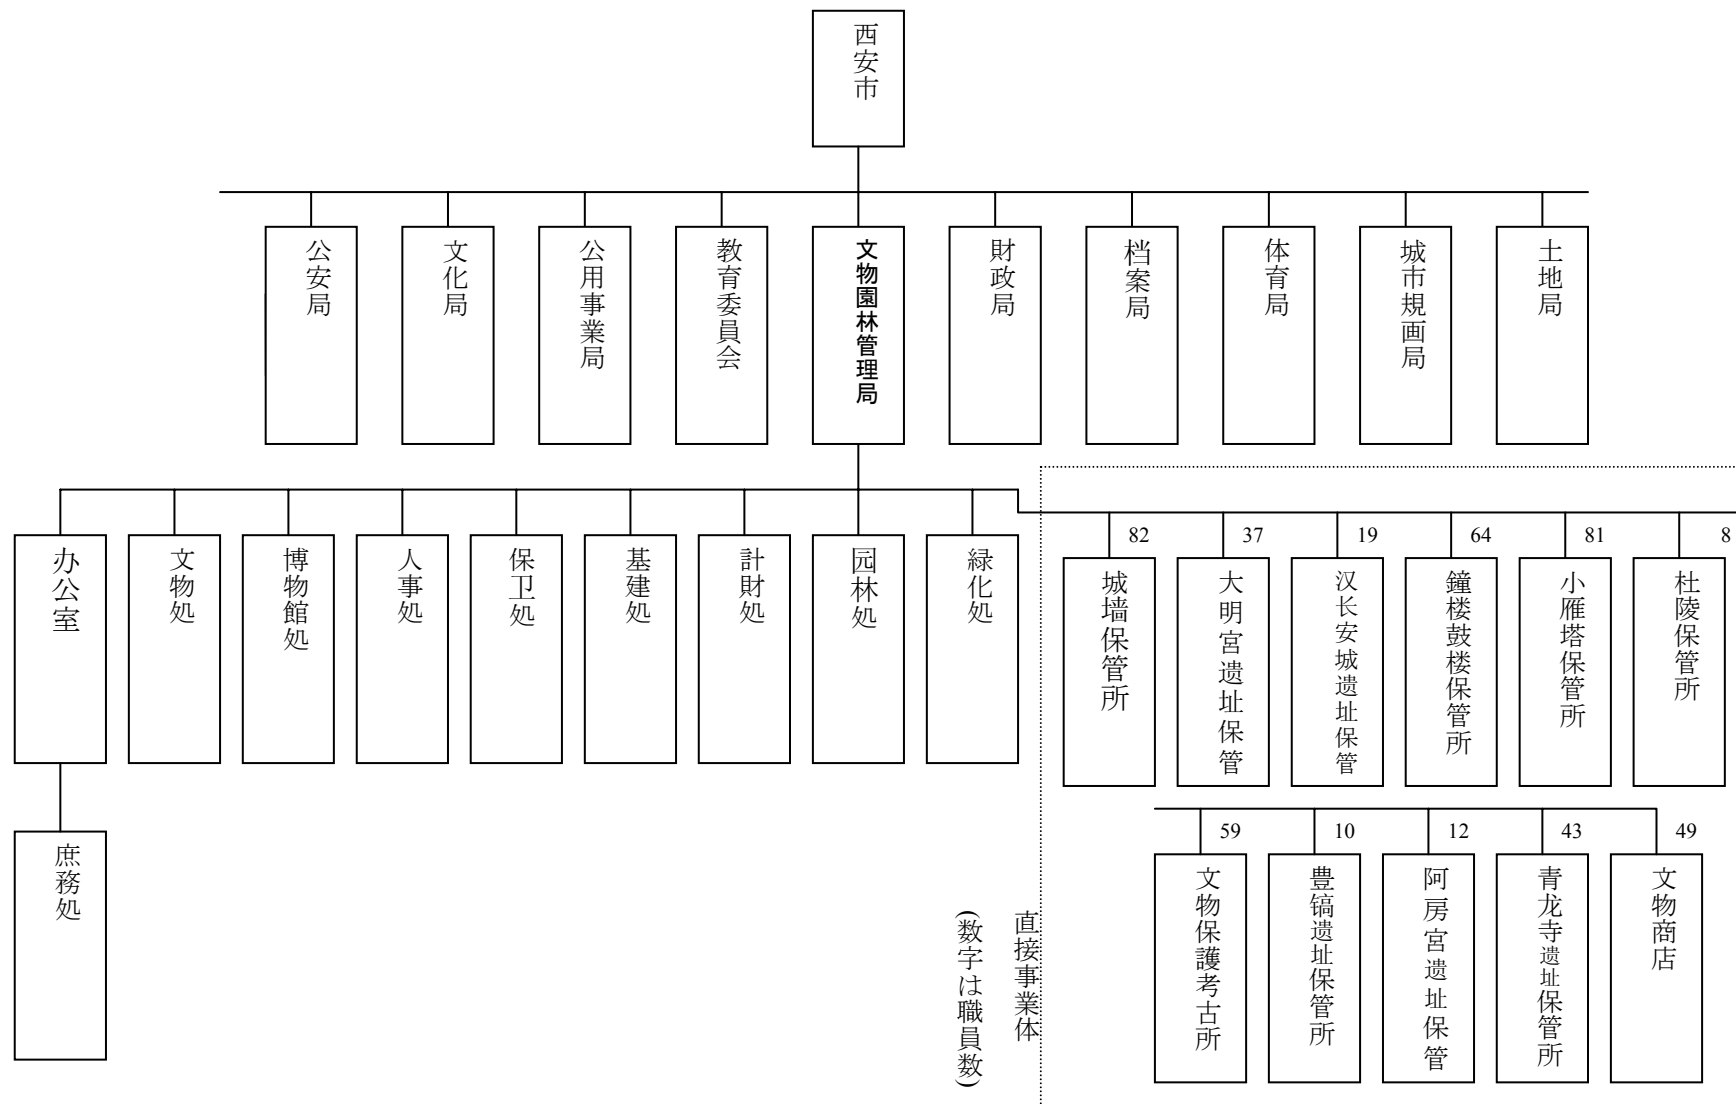 西安市
公安局
文化局
公用事業局
教育委員会
文物園林管理局
財政局
档案局
体育局
城市規画局
土地局
办公室
文物処
博物館処
人事処
保卫処
基建処
計財処
园林処
緑化処
82
城墙保管所
37
大明宮遗址保管
19
汉长安城遗址保管
64
鐘楼鼓楼保管所
81
小雁塔保管所
8
杜陵保管所
庶務処
59
文物保護考古所
10
豊镐遗址保管所
12
阿房宮遗址保管
43
青龙寺遗址保管所
49
文物商店
直接事業体
(数字は職員数)